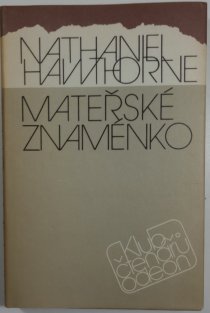 NATHANIEL
HAWTHORNE
MATEŘSKÉ
ZNAMÉNKO
klub
čtenářů
odeon